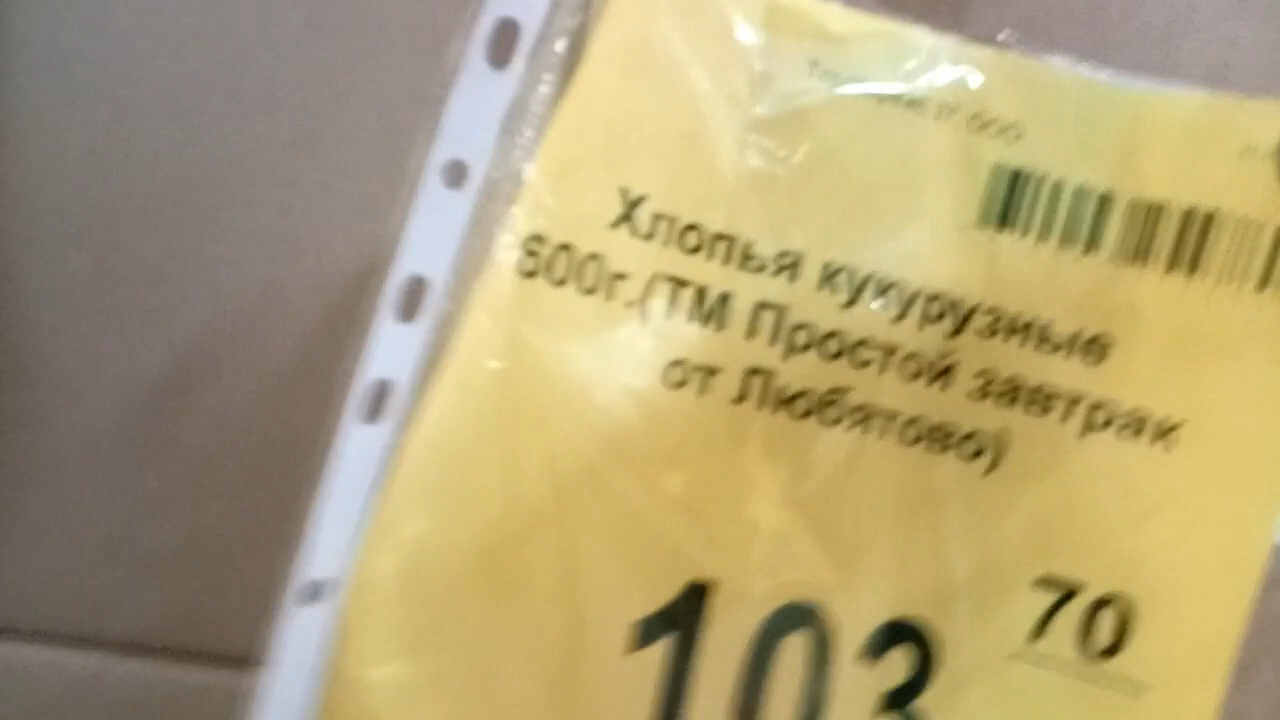 Хлопья кукурузные
600г.(ТМ Простой завтрак
от Любятово)
103 70